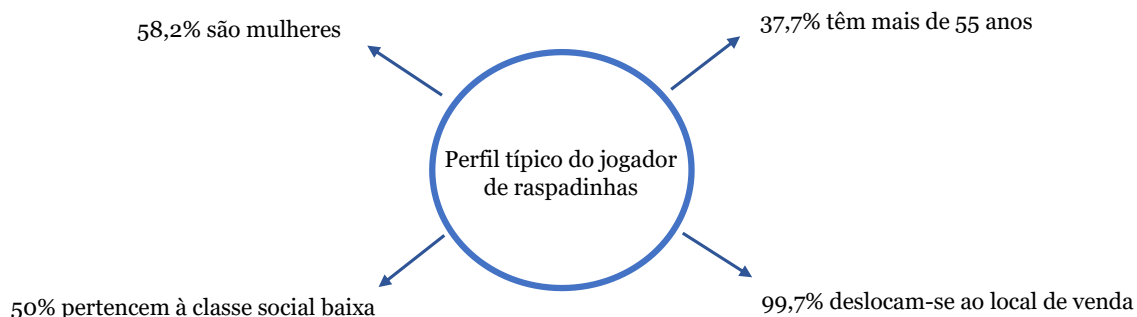 58,2% são mulheres
37,7% têm mais de 55 anos
Perfil típico do jogador
de raspadinhas
50% pertencem à classe social baixa
99,7% deslocam-se ao local de venda